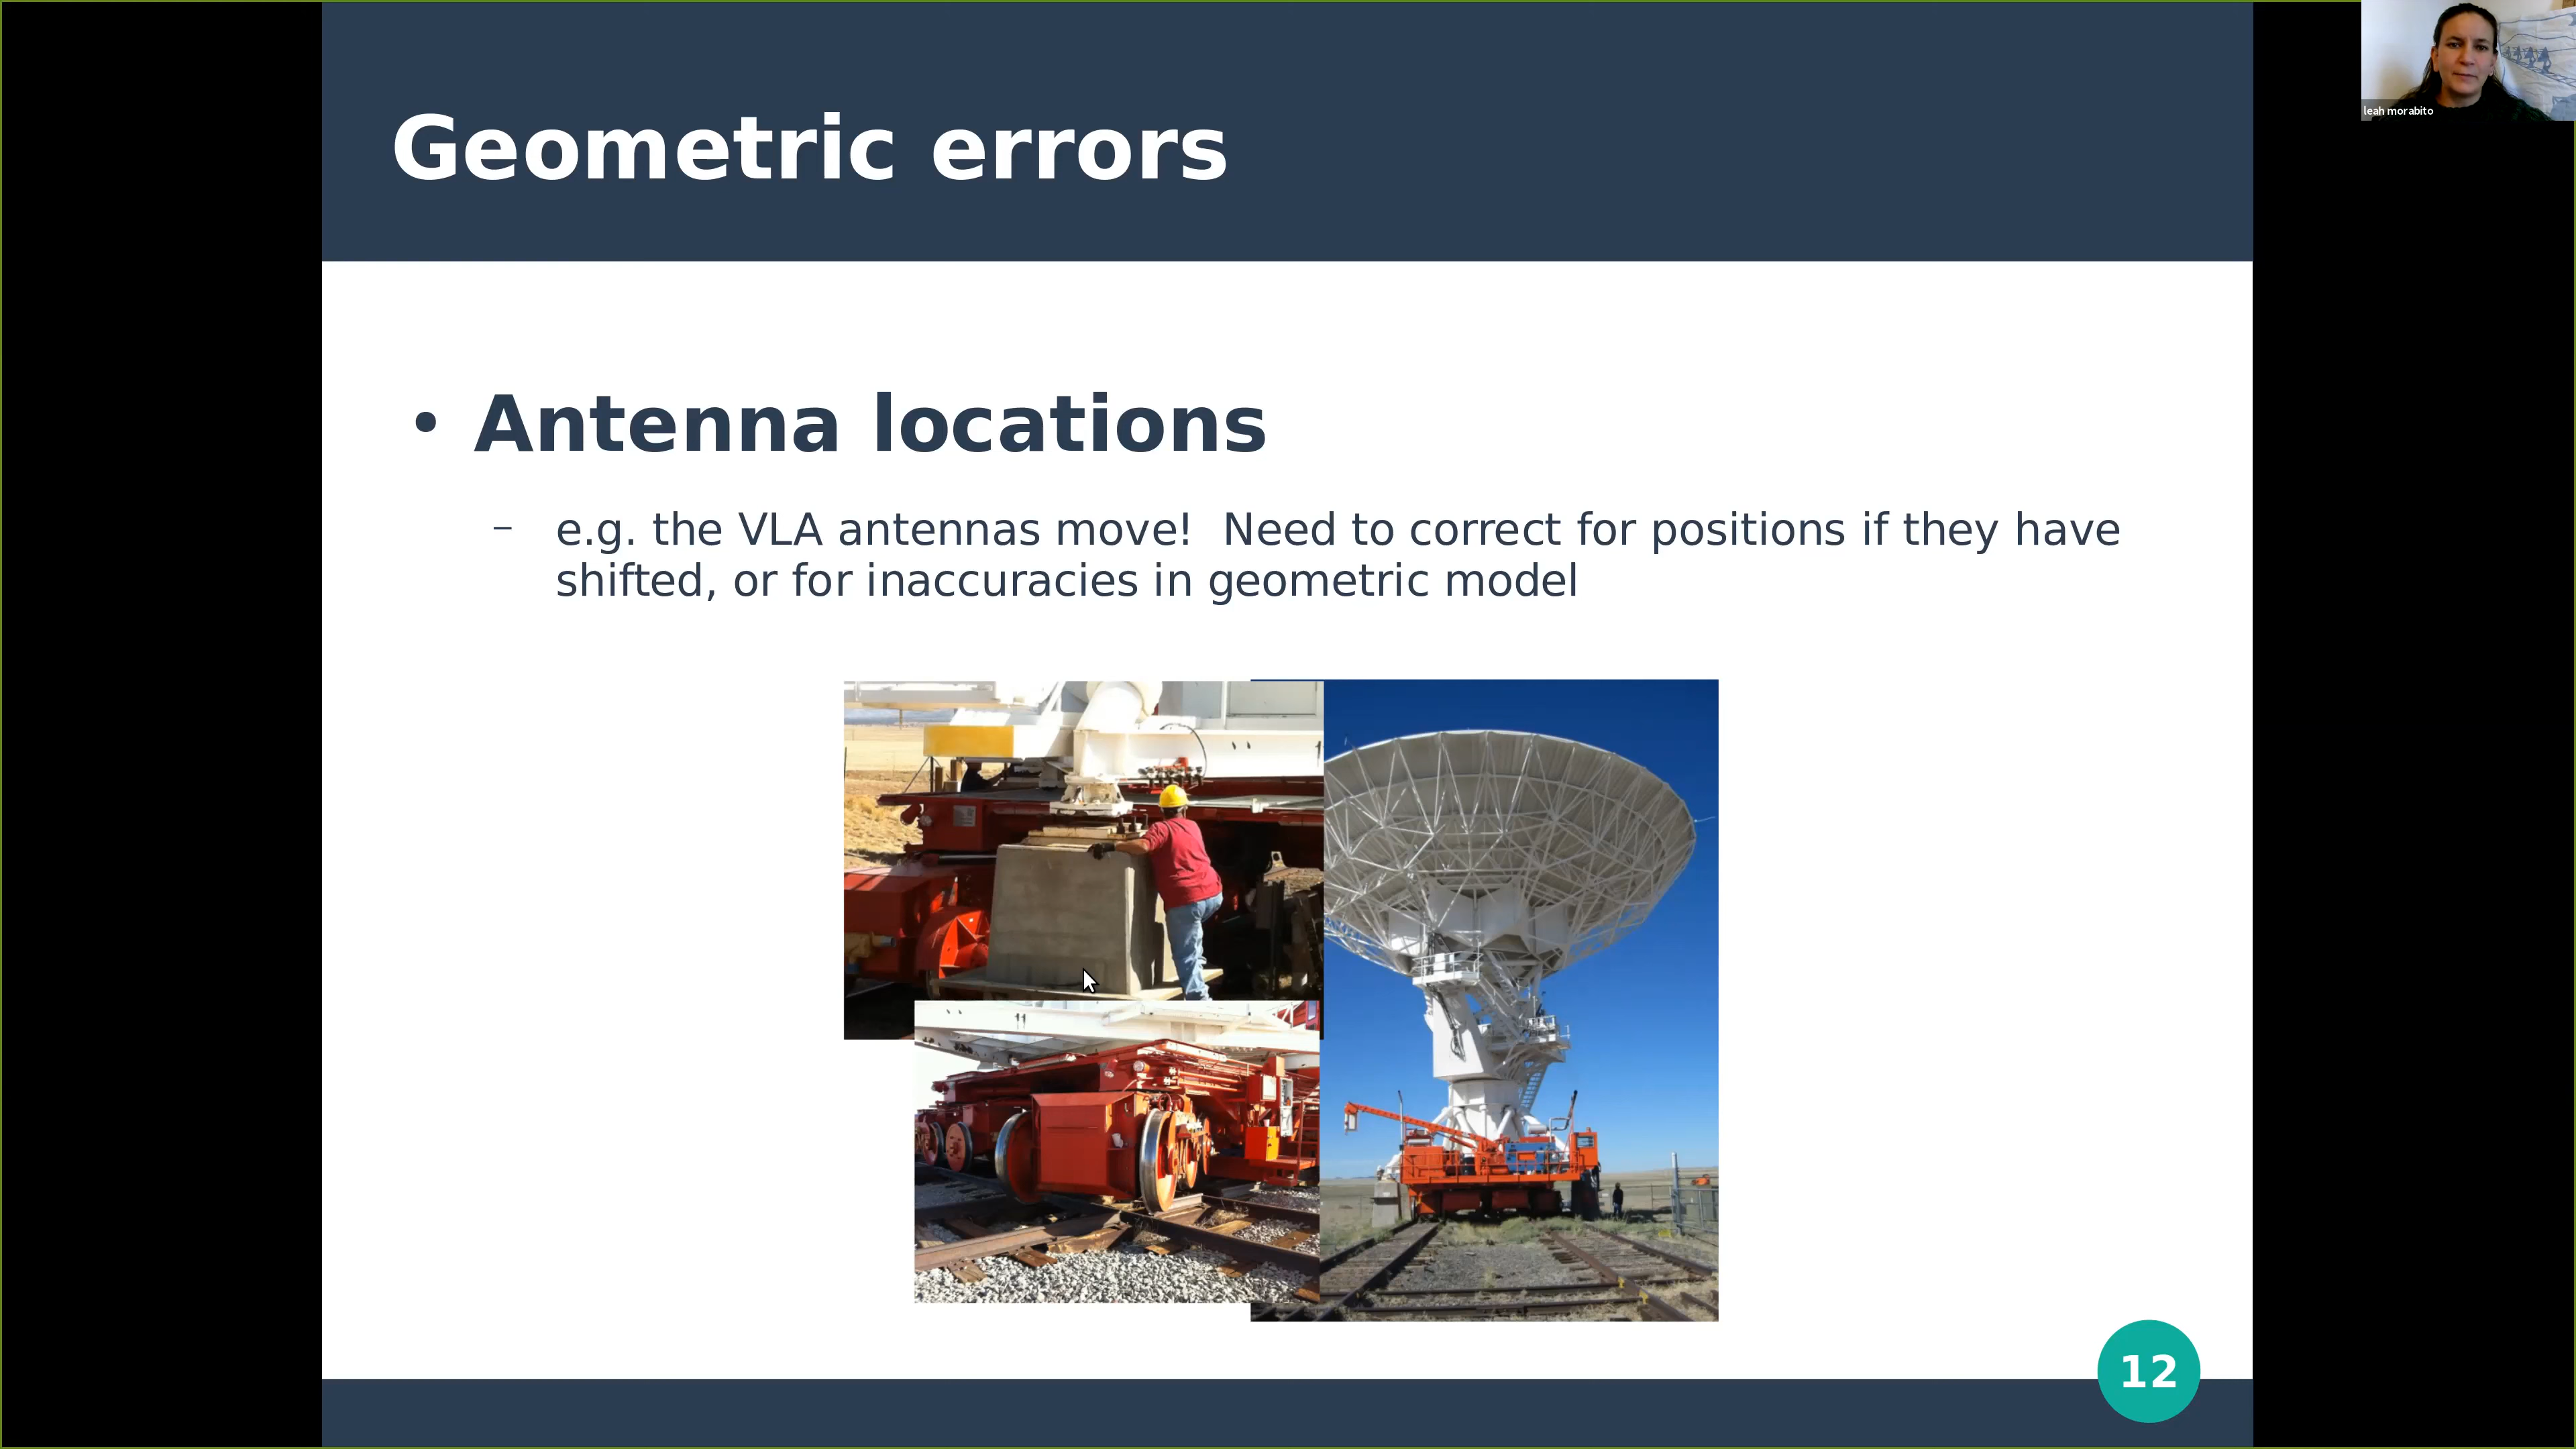 Geometric errors
leah morabito
• Antenna locations
– e.g. the VLA antennas move!  Need to correct for positions if they have
shifted, or for inaccuracies in geometric model
12